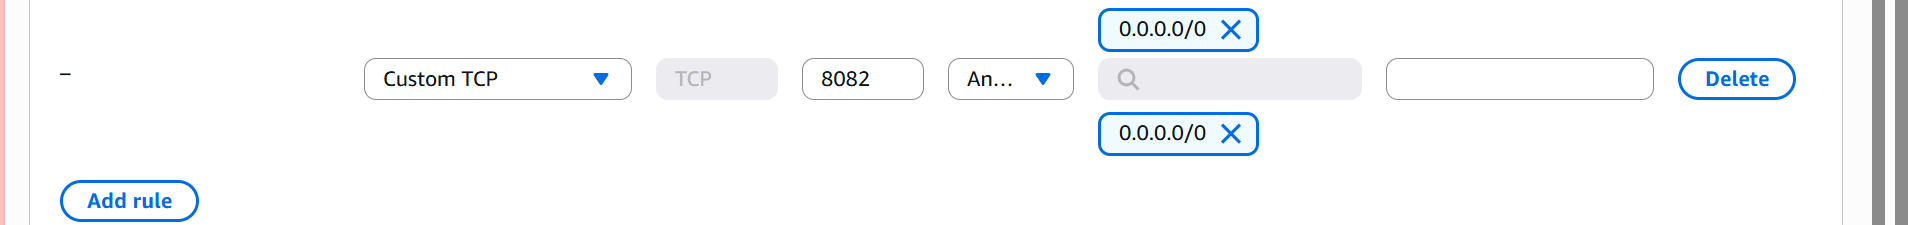 0.0.0.0/0
– Custom TCP TCP 8082 An...
0.0.0.0/0
Delete
Add rule